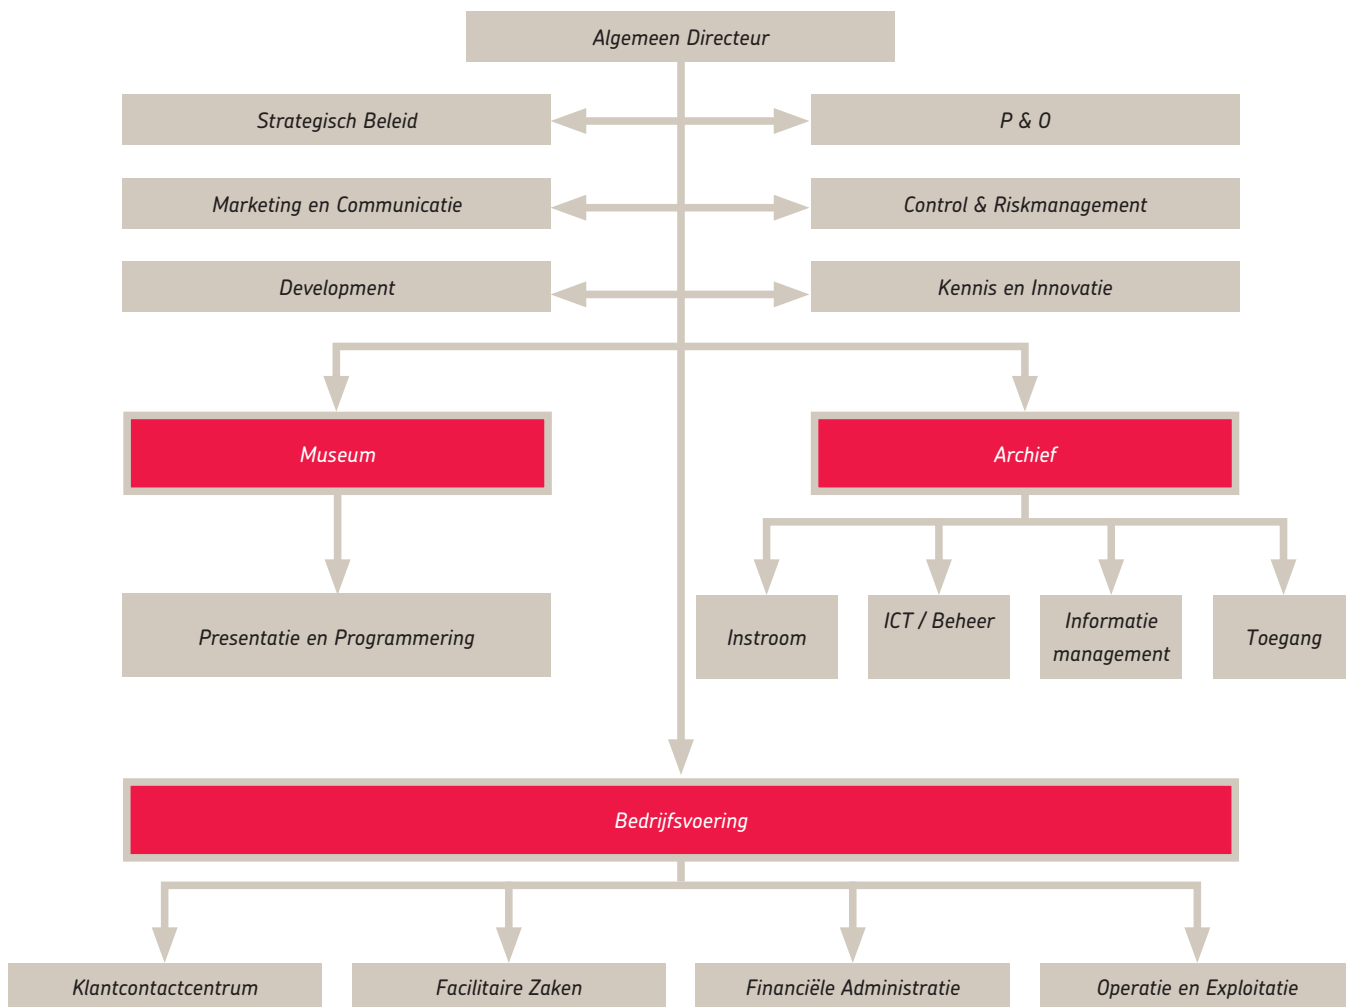 Algemeen Directeur
Strategisch Beleid
P & O
Marketing en Communicatie
Control & Riskmanagement
Development
Kennis en Innovatie
Museum
Archief
Presentatie en Programmering
Instroom
ICT / Beheer
Informatie
management
Toegang
Bedrijfsvoering
Klantcontactcentrum
Facilitaire Zaken
Financiële Administratie
Operatie en Exploitatie